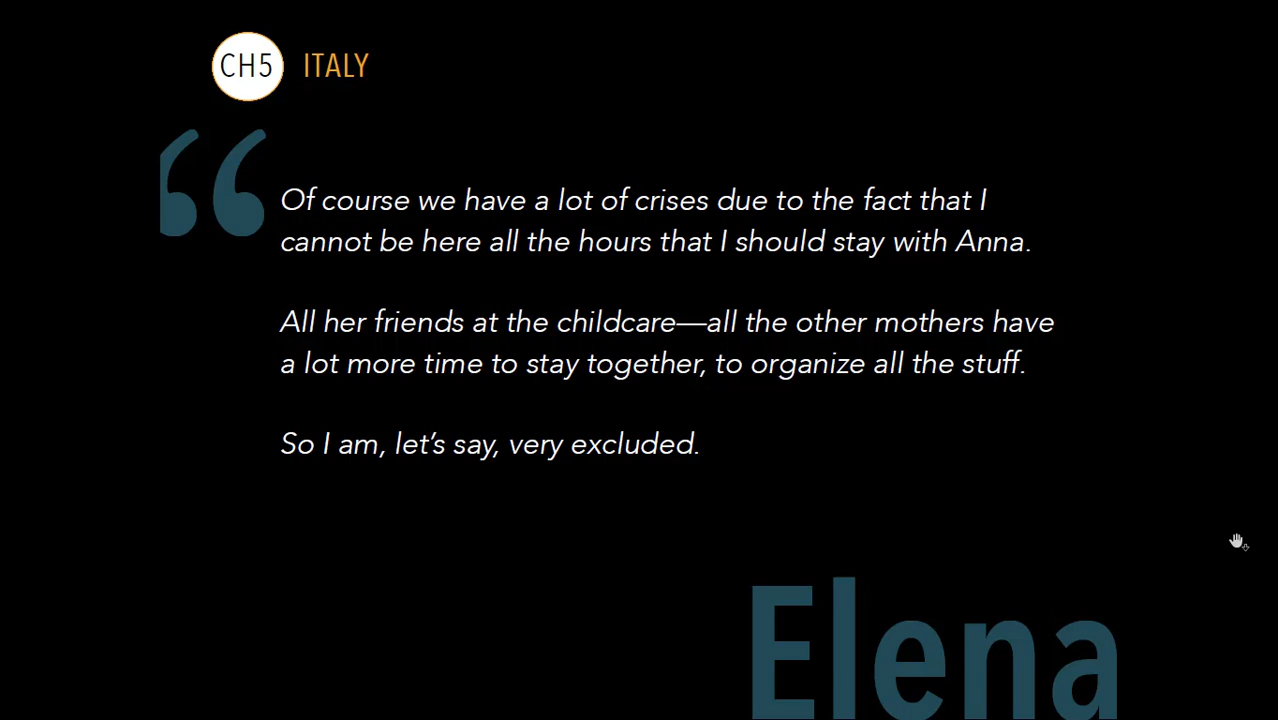 CH5 ITALY
“
Of course we have a lot of crises due to the fact that I
cannot be here all the hours that I should stay with Anna.
All her friends at the childcare—all the other mothers have
a lot more time to stay together, to organize all the stuff.
So I am, let’s say, very excluded.
Elena